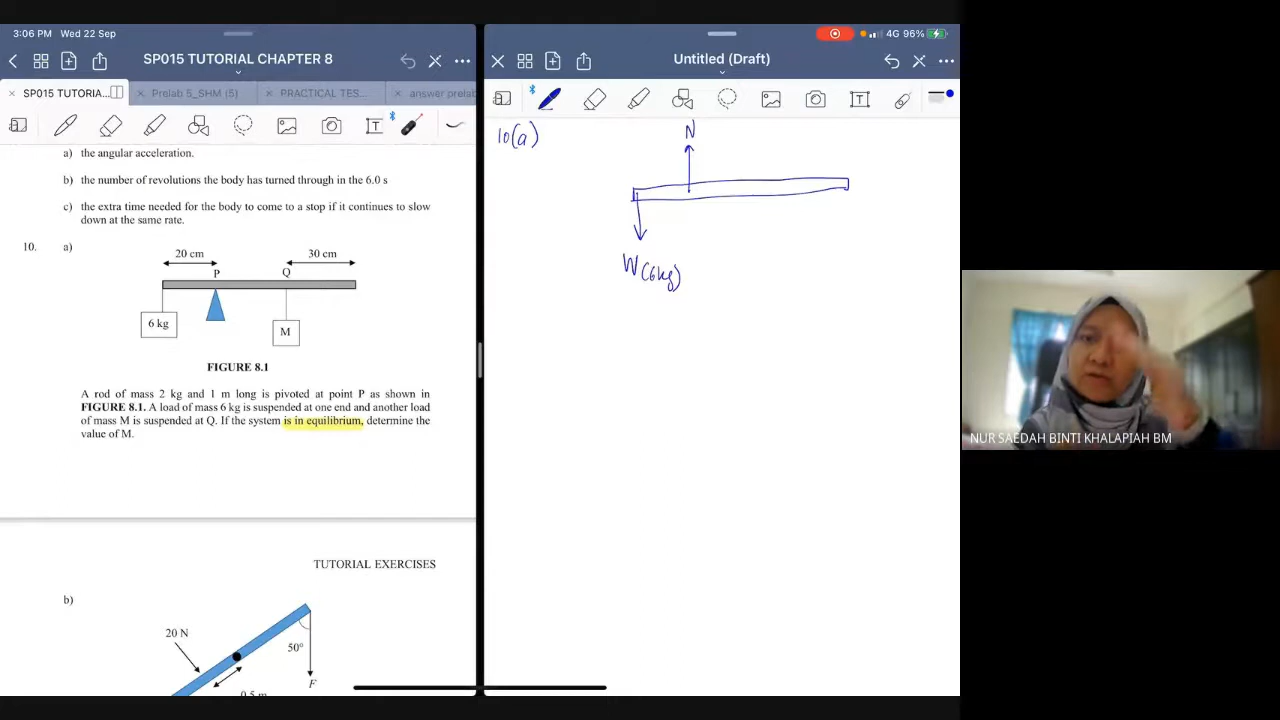 3:06 PM Wed 22 Sep
4G 96%
SP015 TUTORIAL CHAPTER 8
Untitled (Draft)
SP015 TUTORIA...
Prelab 5_SHM (5)
PRACTICAL TES...
answer prelab
a) the angular acceleration.
b) the number of revolutions the body has turned through in the 6.0 s
c) the extra time needed for the body to come to a stop if it continues to slow
down at the same rate.
10. a)
20 cm
30 cm
P
Q
6 kg
M
FIGURE 8.1
A rod of mass 2 kg and 1 m long is pivoted at point P as shown in
FIGURE 8.1. A load of mass 6 kg is suspended at one end and another load
of mass M is suspended at Q. If the system is in equilibrium, determine the
value of M.
TUTORIAL EXERCISES
b)
20 N
50°
F
0.5 m
10(a)
N
W(6kg)
NUR SAEDAH BINTI KHALAPIAH BM